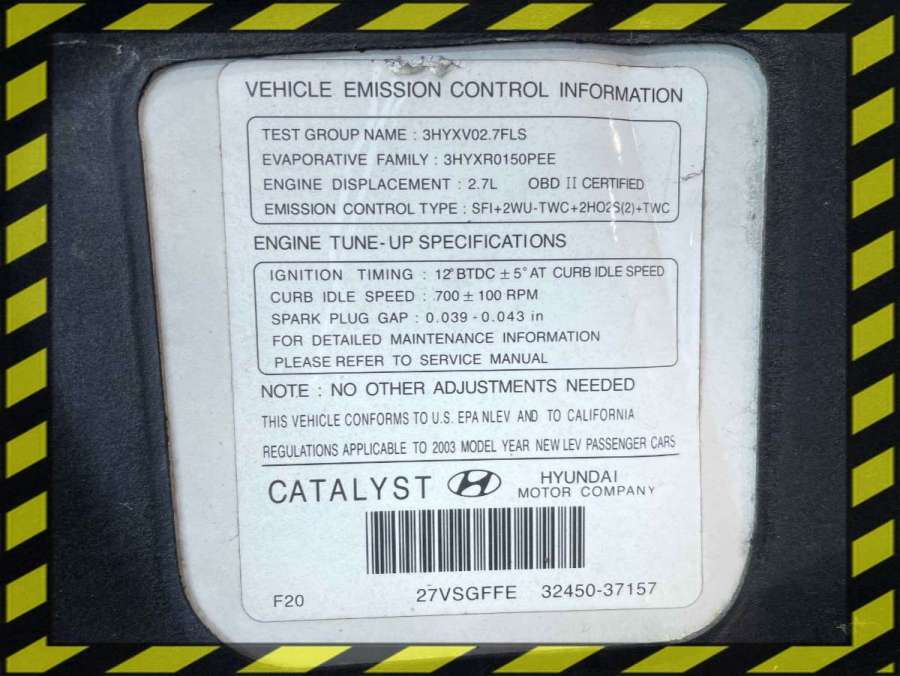 VEHICLE EMISSION CONTROL INFORMATION
TEST GROUP NAME : 3HYXV02.7FLS
EVAPORATIVE FAMILY : 3HYXR0150PEE
ENGINE DISPLACEMENT : 2.7L OBD II CERTIFIED
EMISSION CONTROL TYPE : SFI+2WU-TWC+2HO2S(2)+TWC
ENGINE TUNE-UP SPECIFICATIONS
IGNITION TIMING : 12°BTDC ± 5° AT CURB IDLE SPEED
CURB IDLE SPEED : 700 ± 100 RPM
SPARK PLUG GAP : 0.039 - 0.043 in
FOR DETAILED MAINTENANCE INFORMATION
PLEASE REFER TO SERVICE MANUAL
NOTE : NO OTHER ADJUSTMENTS NEEDED
THIS VEHICLE CONFORMS TO U.S. EPA NLEV AND TO CALIFORNIA
REGULATIONS APPLICABLE TO 2003 MODEL YEAR NEW LEV PASSENGER CARS
CATALYST HYUNDAI
MOTOR COMPANY
F20 27VSGFFE 32450-37157